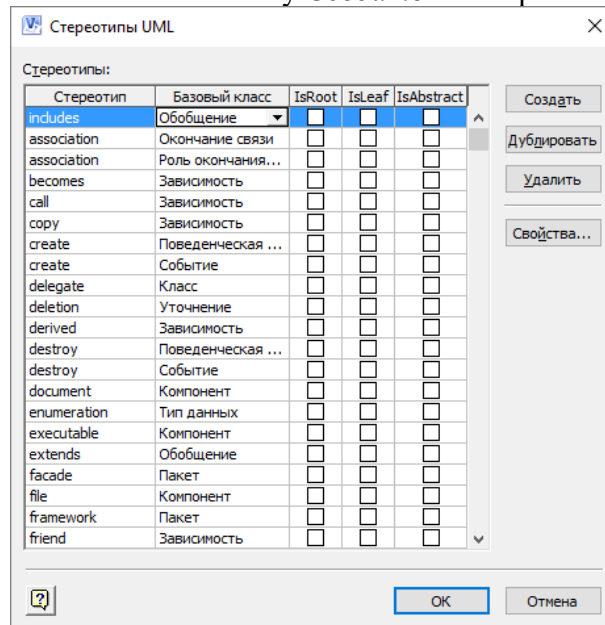 Стереотипы UML
Стереотипы:
Стереотип Базовый класс IsRoot IsLeaf IsAbstract
includes Обобщение
association Окончание связи
association Роль окончания...
becomes Зависимость
call Зависимость
copy Зависимость
create Поведенческая ...
create Событие
delegate Класс
deletion Уточнение
derived Зависимость
destroy Поведенческая ...
destroy Событие
document Компонент
enumeration Тип данных
executable Компонент
extends Обобщение
facade Пакет
file Компонент
framework Пакет
friend Зависимость
Создать
Дублировать
Удалить
Свойства...
OK Отмена